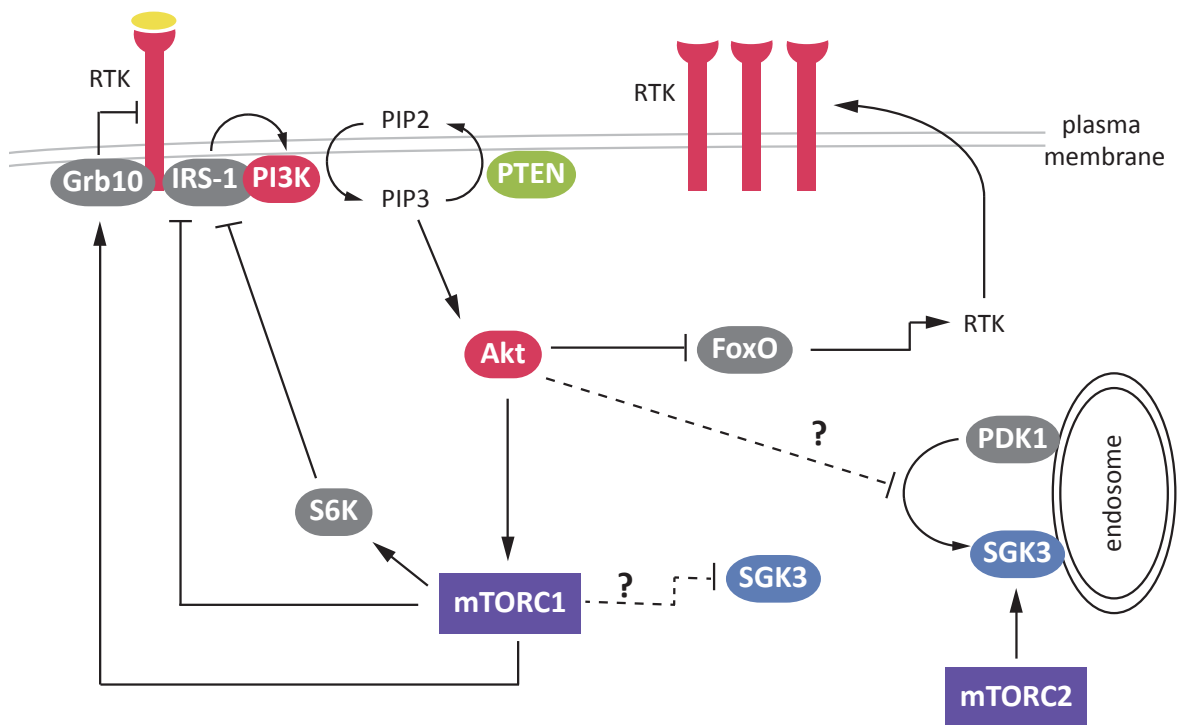 RTK
Grb10
IRS-1
PI3K
PIP2
PIP3
PTEN
RTK
plasma
membrane
Akt
FoxO
RTK
?
PDK1
SGK3
endosome
S6K
mTORC1
?
SGK3
mTORC2